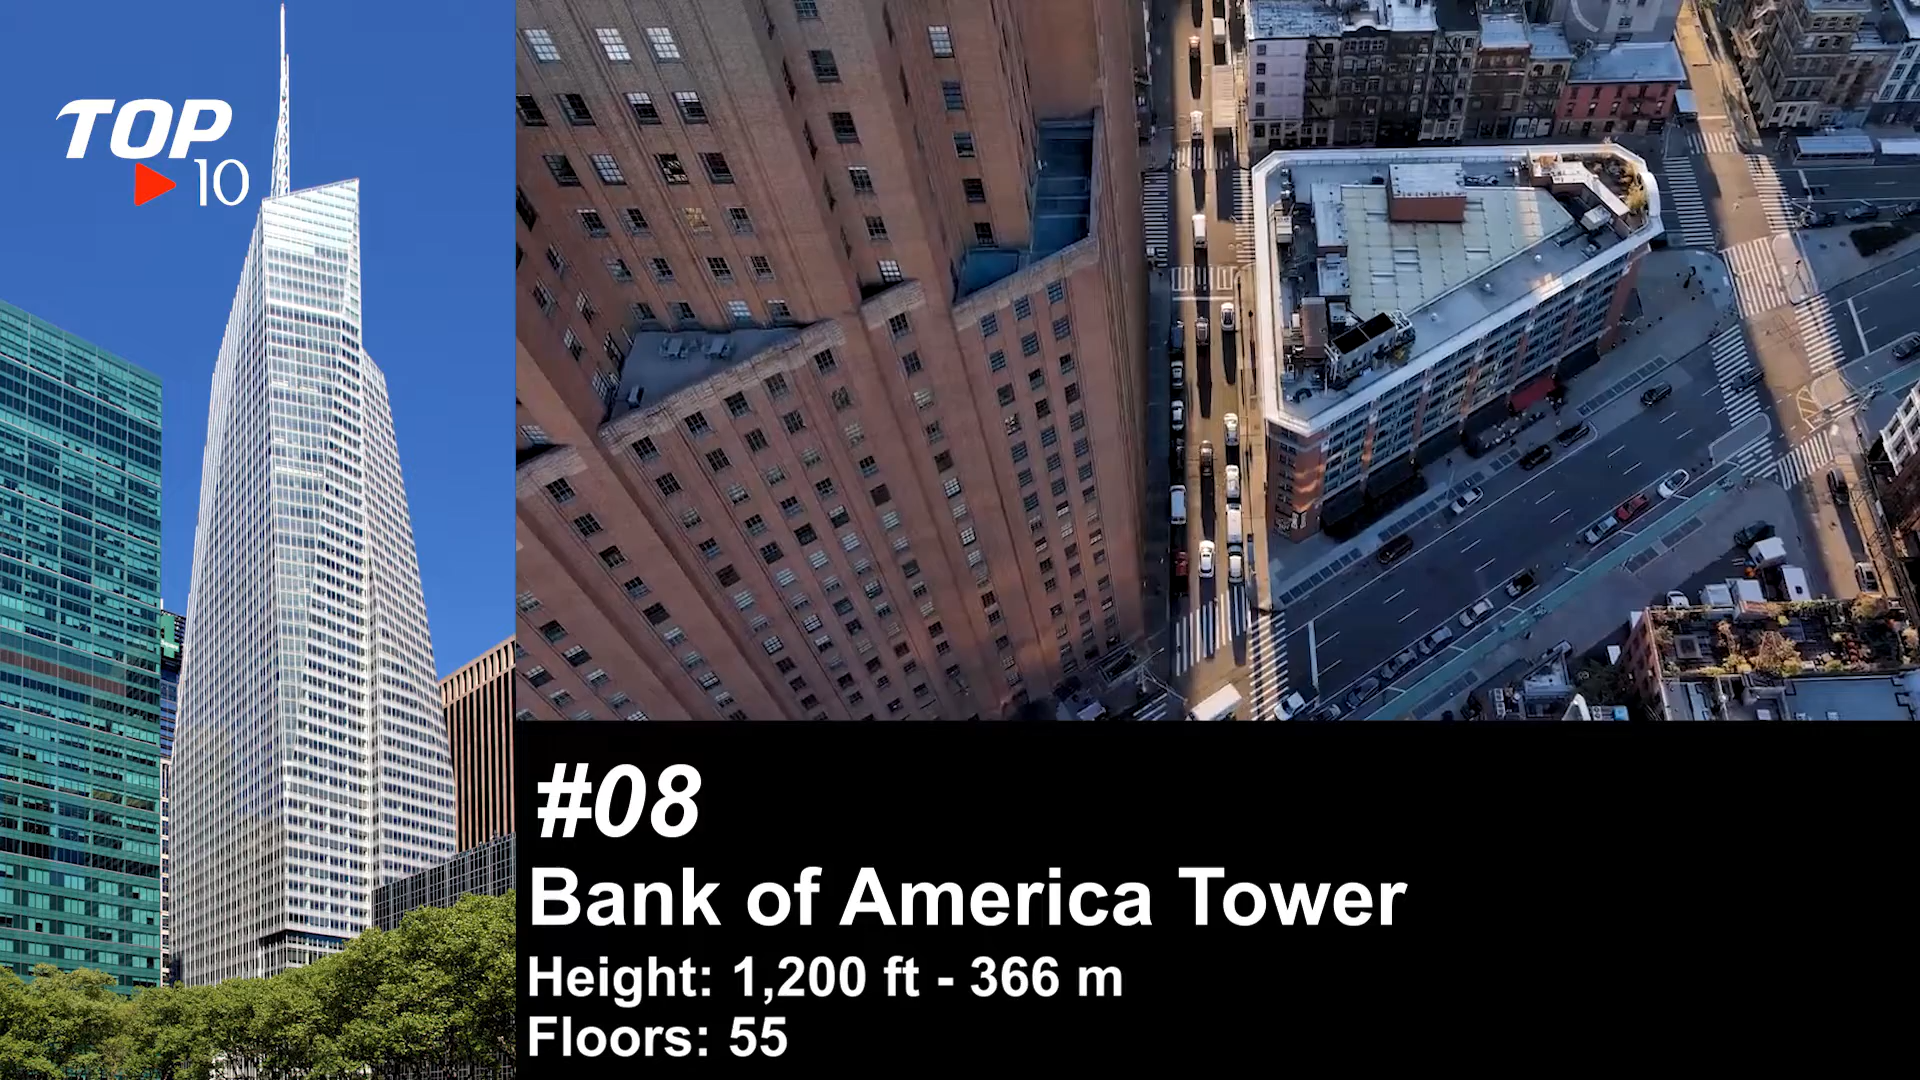 TOP
10
#08
Bank of America Tower
Height: 1,200 ft - 366 m
Floors: 55